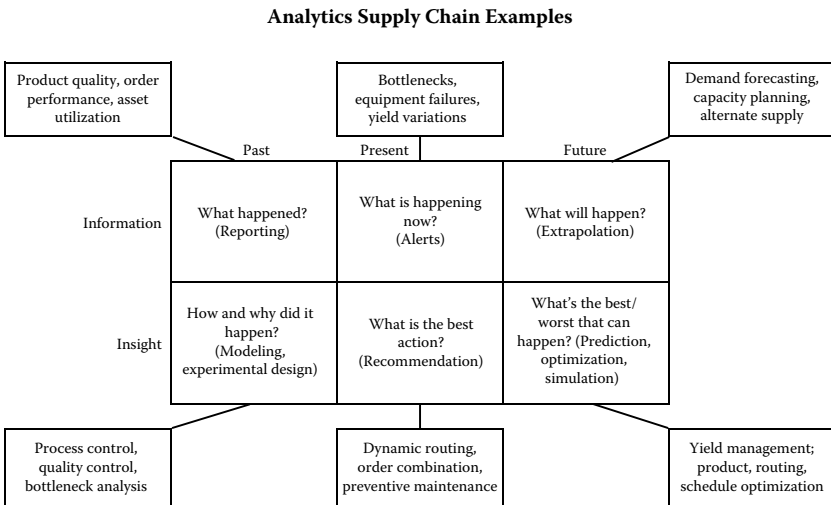 Analytics Supply Chain Examples
Product quality, order
performance, asset
utilization
Bottlenecks,
equipment failures,
yield variations
Demand forecasting,
capacity planning,
alternate supply
Past
Present
Future
Information
What happened?
(Reporting)
What is happening
now?
(Alerts)
What will happen?
(Extrapolation)
Insight
How and why did it
happen?
(Modeling,
experimental design)
What is the best
action?
(Recommendation)
What's the best/
worst that can
happen? (Prediction,
optimization,
simulation)
Process control,
quality control,
bottleneck analysis
Dynamic routing,
order combination,
preventive maintenance
Yield management;
product, routing,
schedule optimization